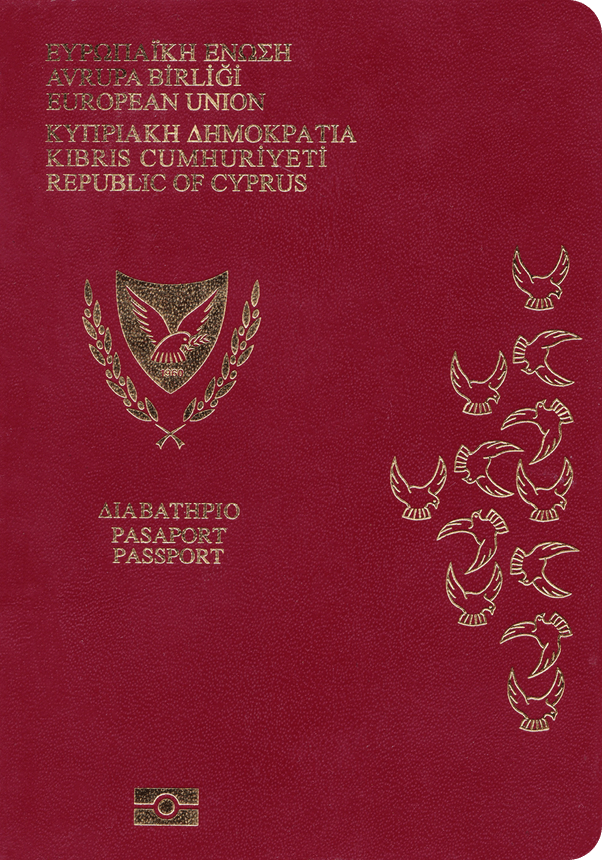 ΕΥΡΩΠΑΪΚΗ ΕΝΩΣΗ
AVRUPA BİRLİĞİ
EUROPEAN UNION
ΚΥΠΡΙΑΚΗ ΔΗΜΟΚΡΑΤΙΑ
KIBRIS CUMHURİYETİ
REPUBLIC OF CYPRUS
1960
ΔΙΑΒΑΤΗΡΙΟ
PASAPORT
PASSPORT